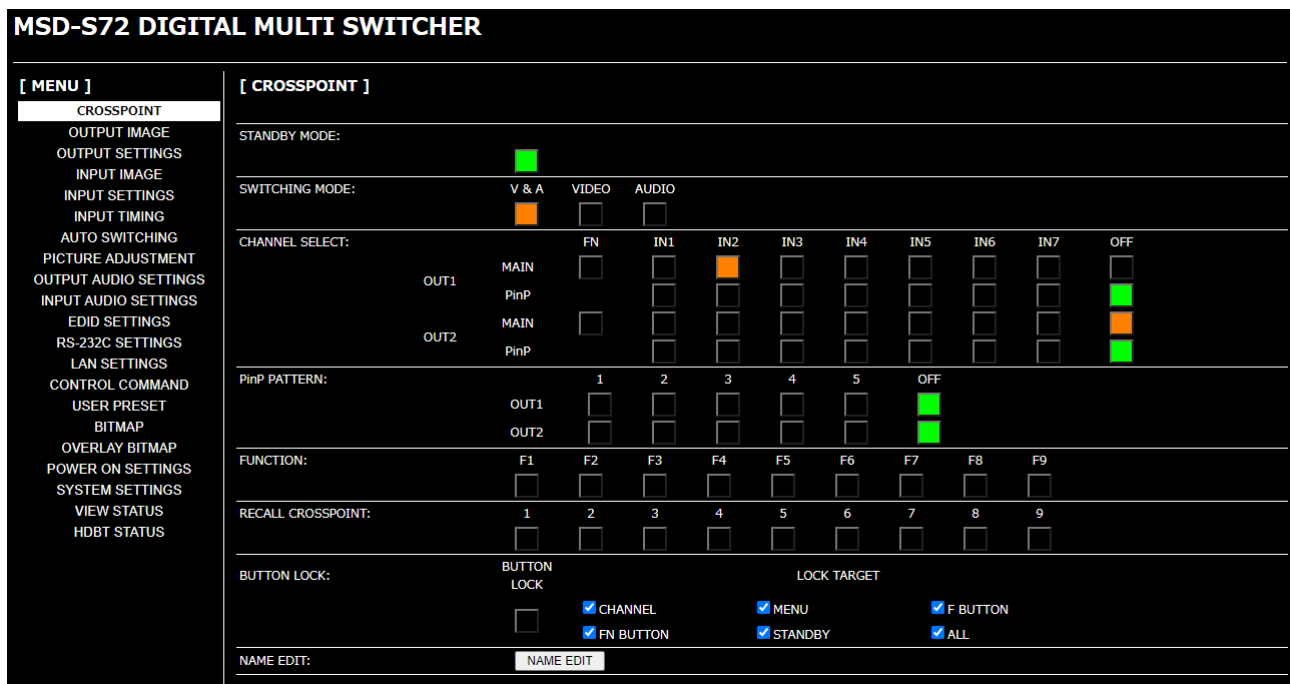 MSD-S72 DIGITAL MULTI SWITCHER
[ MENU ]
CROSSPOINT
OUTPUT IMAGE
OUTPUT SETTINGS
INPUT IMAGE
INPUT SETTINGS
INPUT TIMING
AUTO SWITCHING
PICTURE ADJUSTMENT
OUTPUT AUDIO SETTINGS
INPUT AUDIO SETTINGS
EDID SETTINGS
RS-232C SETTINGS
LAN SETTINGS
CONTROL COMMAND
USER PRESET
BITMAP
OVERLAY BITMAP
POWER ON SETTINGS
SYSTEM SETTINGS
VIEW STATUS
HDBT STATUS
[ CROSSPOINT ]
STANDBY MODE:
SWITCHING MODE: V & A VIDEO AUDIO
CHANNEL SELECT: FN IN1 IN2 IN3 IN4 IN5 IN6 IN7 OFF
OUT1
MAIN
PinP
OUT2
MAIN
PinP
PinP PATTERN: 1 2 3 4 5 OFF
OUT1
OUT2
FUNCTION: F1 F2 F3 F4 F5 F6 F7 F8 F9
RECALL CROSSPOINT: 1 2 3 4 5 6 7 8 9
BUTTON LOCK:
BUTTON
LOCK
LOCK TARGET
CHANNEL MENU F BUTTON
FN BUTTON STANDBY ALL
NAME EDIT: NAME EDIT